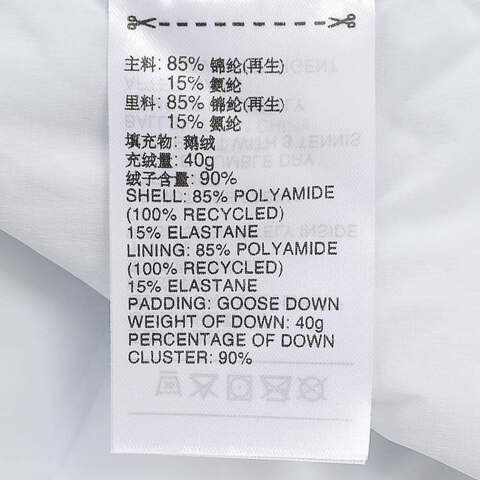 主料: 85% 锦纶(再生)
15% 氨纶
里料: 85% 锦纶(再生)
15% 氨纶
填充物: 鹅绒
充绒量: 40g
绒子含量: 90%
SHELL: 85% POLYAMIDE
(100% RECYCLED)
15% ELASTANE
LINING: 85% POLYAMIDE
(100% RECYCLED)
15% ELASTANE
PADDING: GOOSE DOWN
WEIGHT OF DOWN: 40g
PERCENTAGE OF DOWN
CLUSTER: 90%